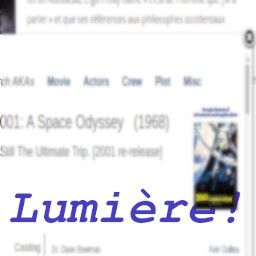 parler » et que ses références aux philosophes occidentaux
ch AKAs Movie Actors Crew Plot Misc
001: A Space Odyssey (1968)
Still The Ultimate Trip. [2001 re-release]
Lumière!
Casting Dr. Dave Bowman Keir Dullea